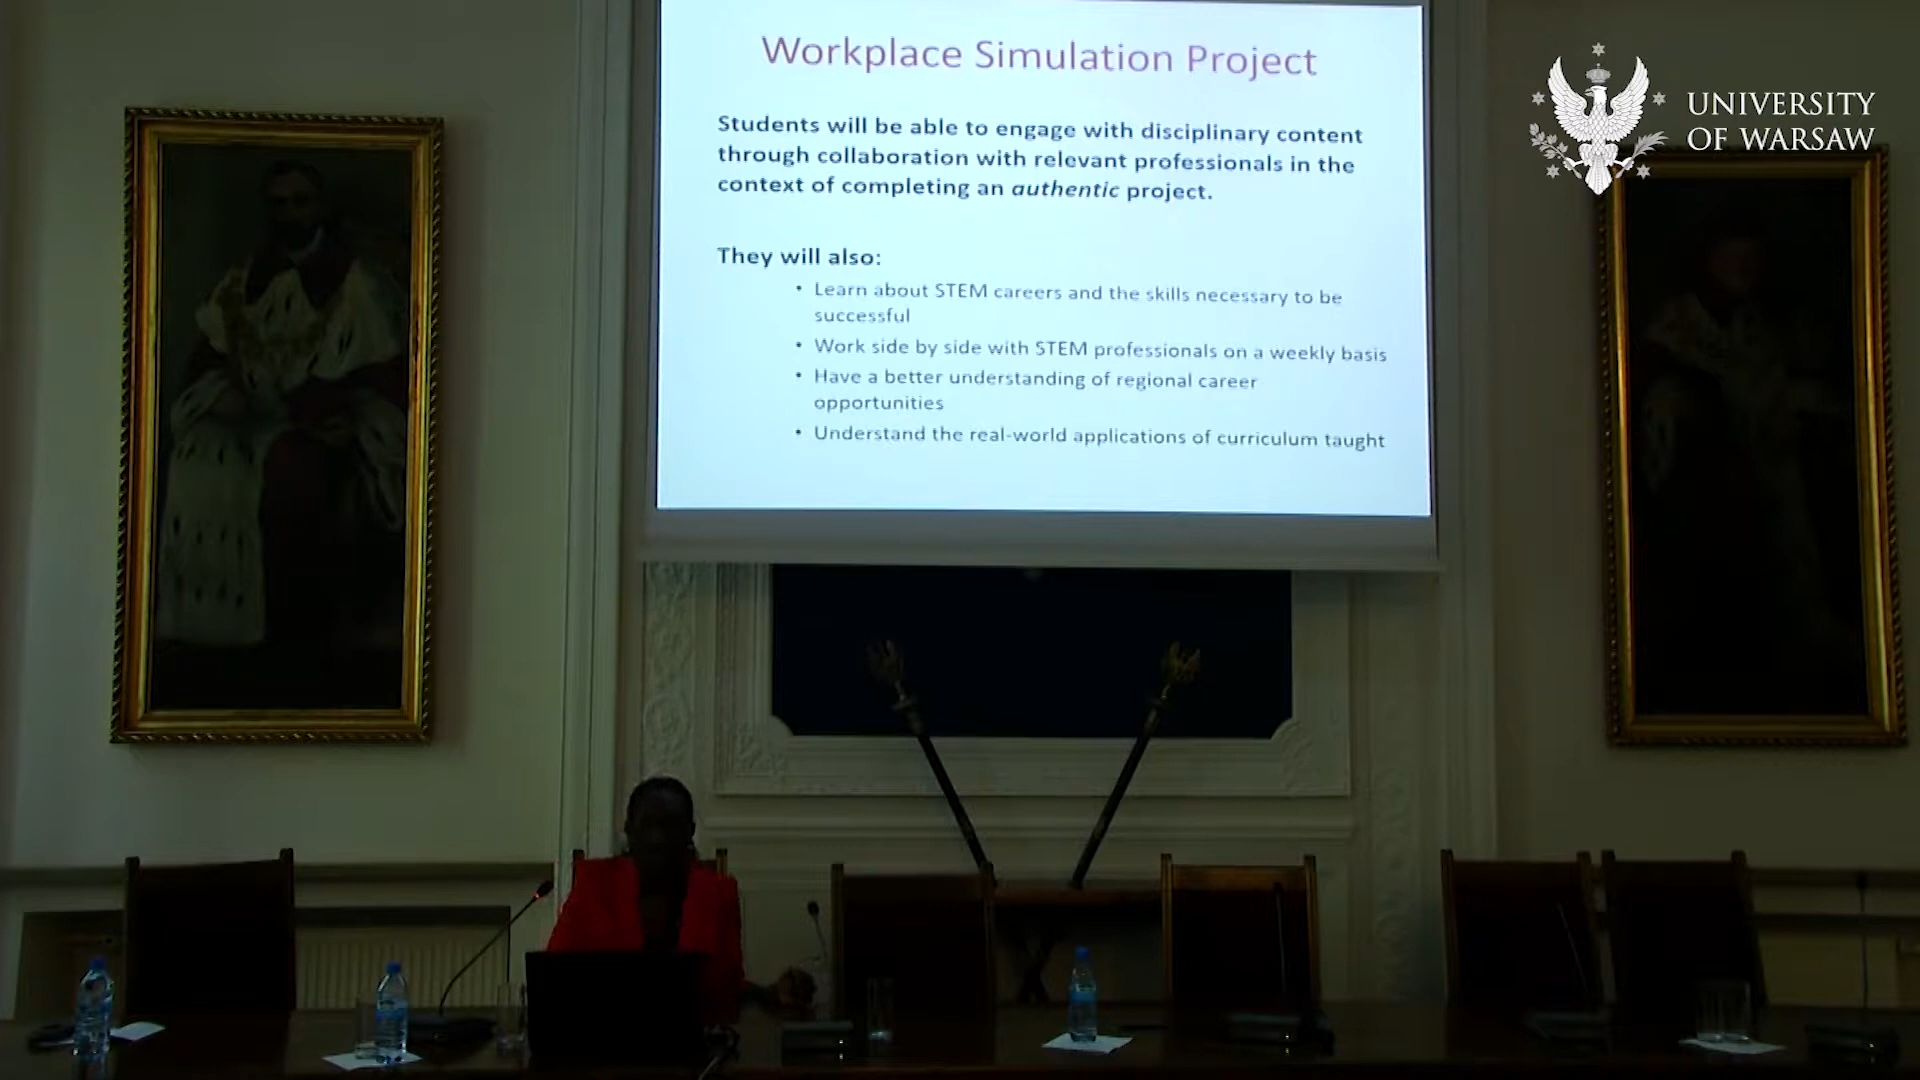 Workplace Simulation Project
Students will be able to engage with disciplinary content
through collaboration with relevant professionals in the
context of completing an authentic project.
They will also:
• Learn about STEM careers and the skills necessary to be
successful
• Work side by side with STEM professionals on a weekly basis
• Have a better understanding of regional career
opportunities
• Understand the real-world applications of curriculum taught
UNIVERSITY
OF WARSAW